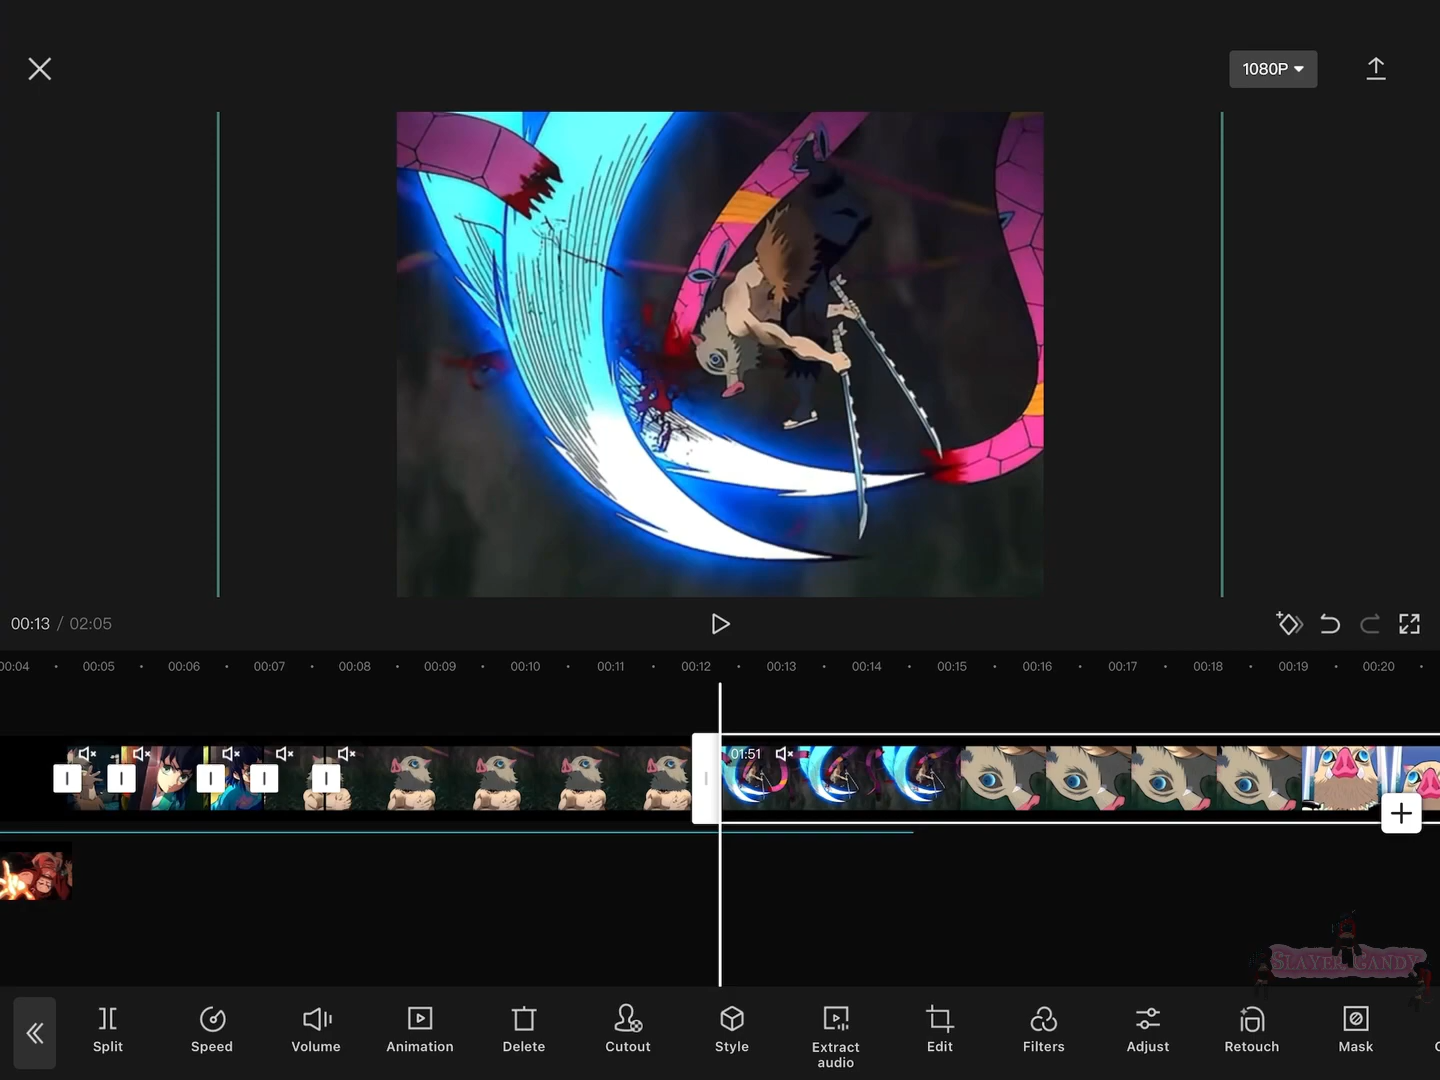 1080P
00:13 / 02:05
00:04 00:05 00:06 00:07 00:08 00:09 00:10 00:11 00:12 00:13 00:14 00:15 00:16 00:17 00:18 00:19 00:20
01:51
SLAYER GANDY
Split Speed Volume Animation Delete Cutout Style Extract audio Edit Filters Adjust Retouch Mask